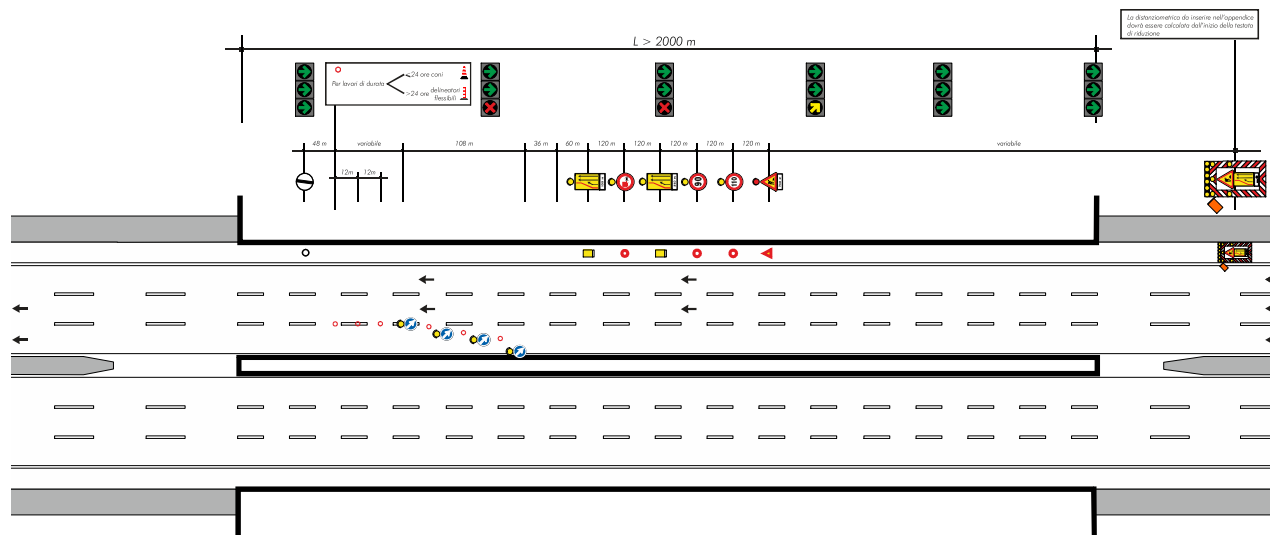 La distanziometrica da inserire nell'appendice
dovrà essere calcolata dall'inizio della testata
di riduzione
L > 2000 m
Per lavori di durata
<24 ore coni
>24 ore delineatori
flessibili
48 m
variabile
108 m
36 m
60 m
120 m
120 m
120 m
120 m
120 m
variabile
12m
12m
90
110